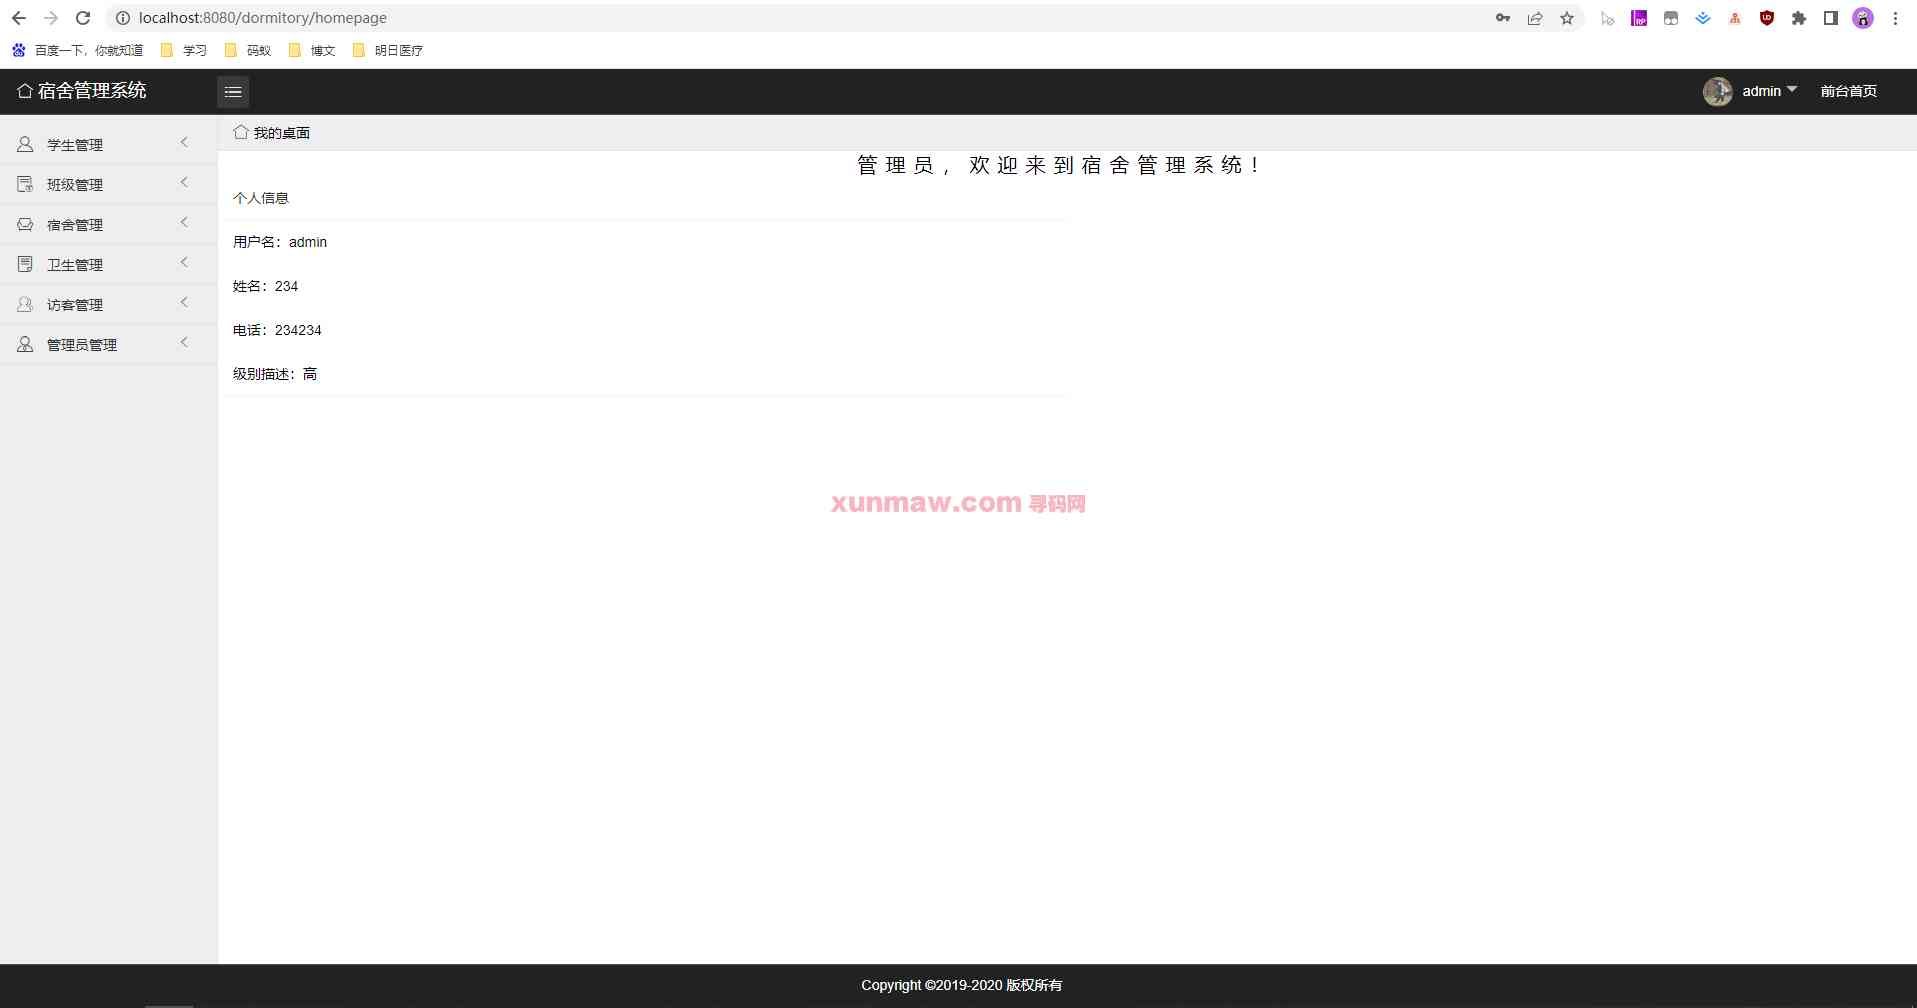 localhost:8080/dormitory/homepage
百度一下，你就知道 学习 码蚁 博文 明日医疗
宿舍管理系统 admin 前台首页
我的桌面
管理员，欢迎来到宿舍管理系统！
学生管理
班级管理
宿舍管理
卫生管理
访客管理
管理员管理
个人信息
用户名：admin
姓名：234
电话：234234
级别描述：高
xunmaw.com 寻码网
Copyright ©2019-2020 版权所有